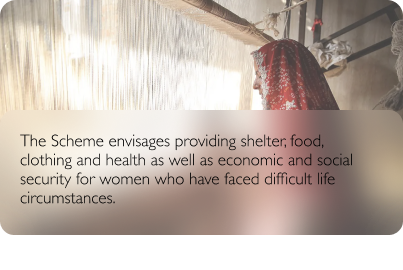 The Scheme envisages providing shelter, food,
clothing and health as well as economic and social
security for women who have faced difficult life
circumstances.